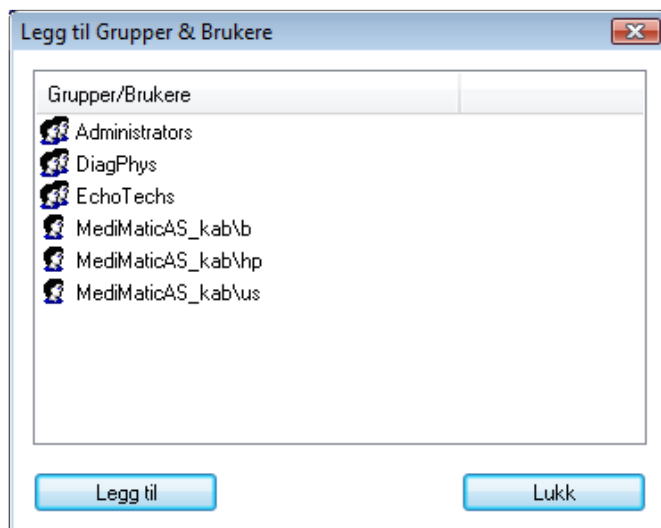 Legg til Grupper & Brukere
Grupper/Brukere
Administrators
DiagPhys
EchoTechs
MediMaticAS_kab\b
MediMaticAS_kab\hp
MediMaticAS_kab\us
Legg til
Lukk